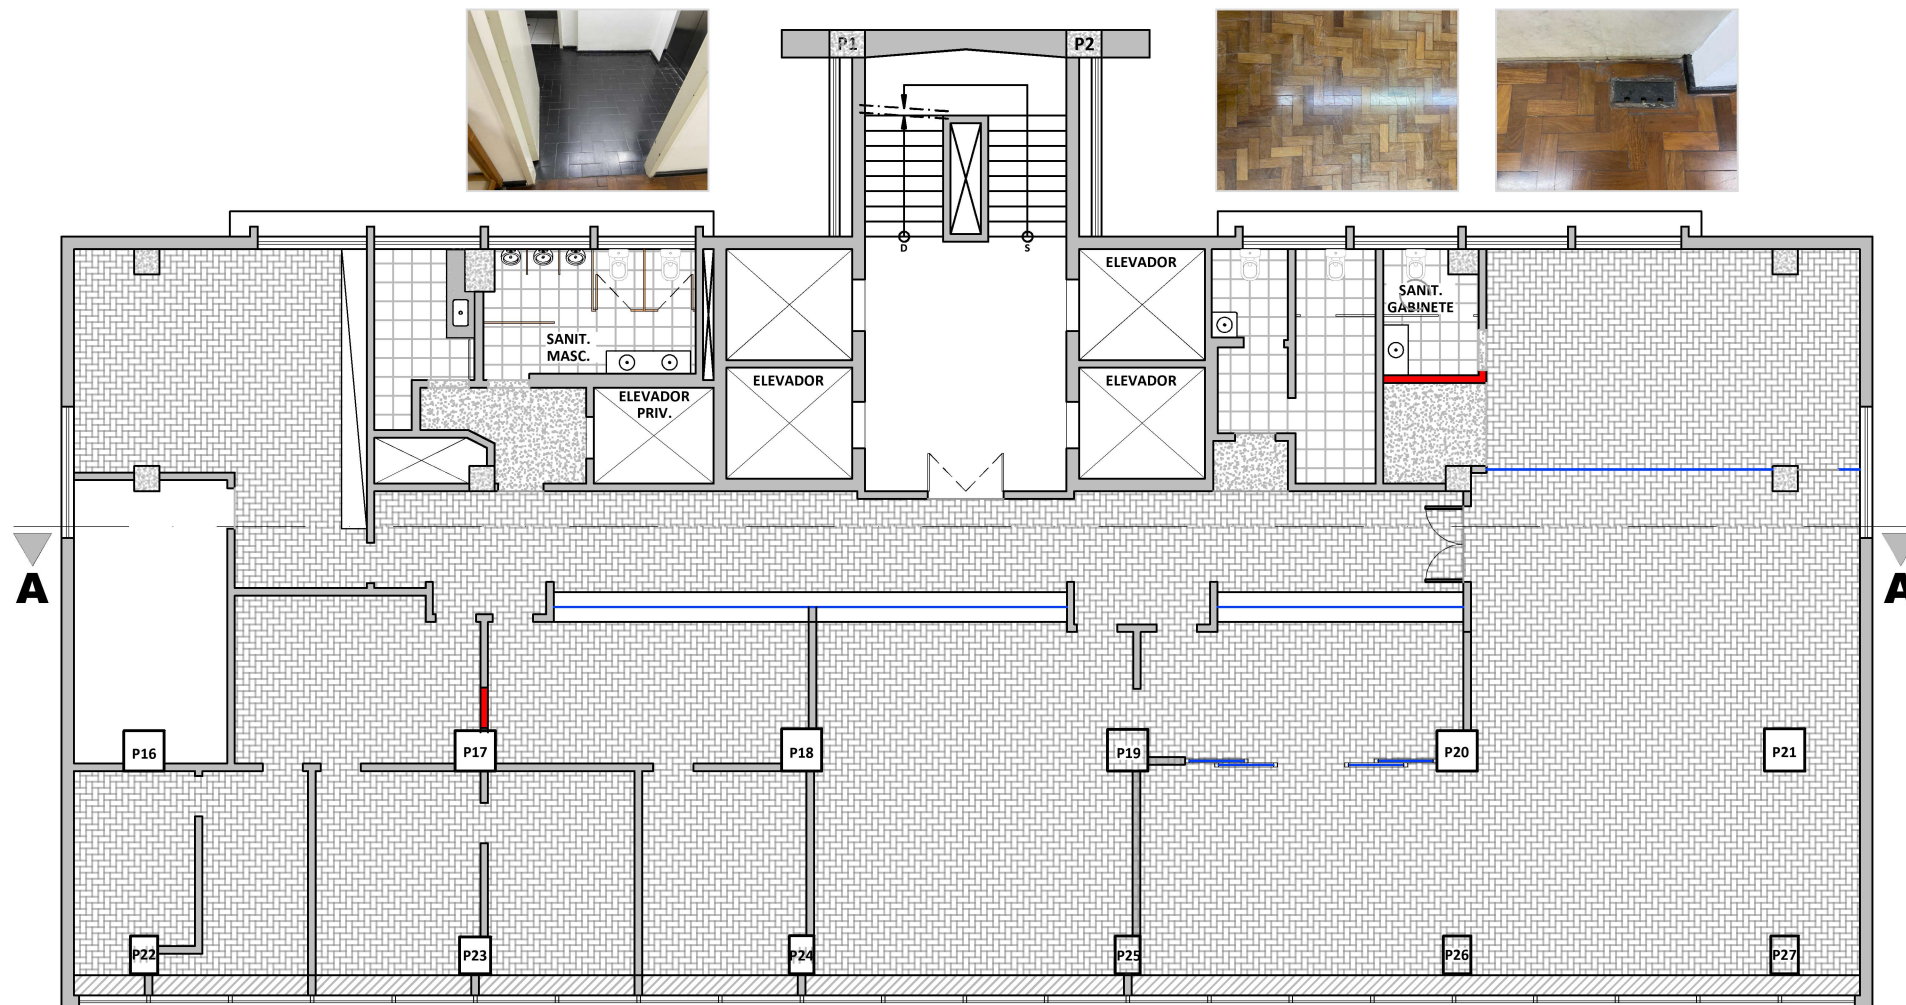 P1
P2
D
S
ELEVADOR
SANIT.
GABINETE
SANIT.
MASC.
ELEVADOR
PRIV.
ELEVADOR
ELEVADOR
A
A
P16
P17
P18
P19
P20
P21
P22
P23
P24
P25
P26
P27